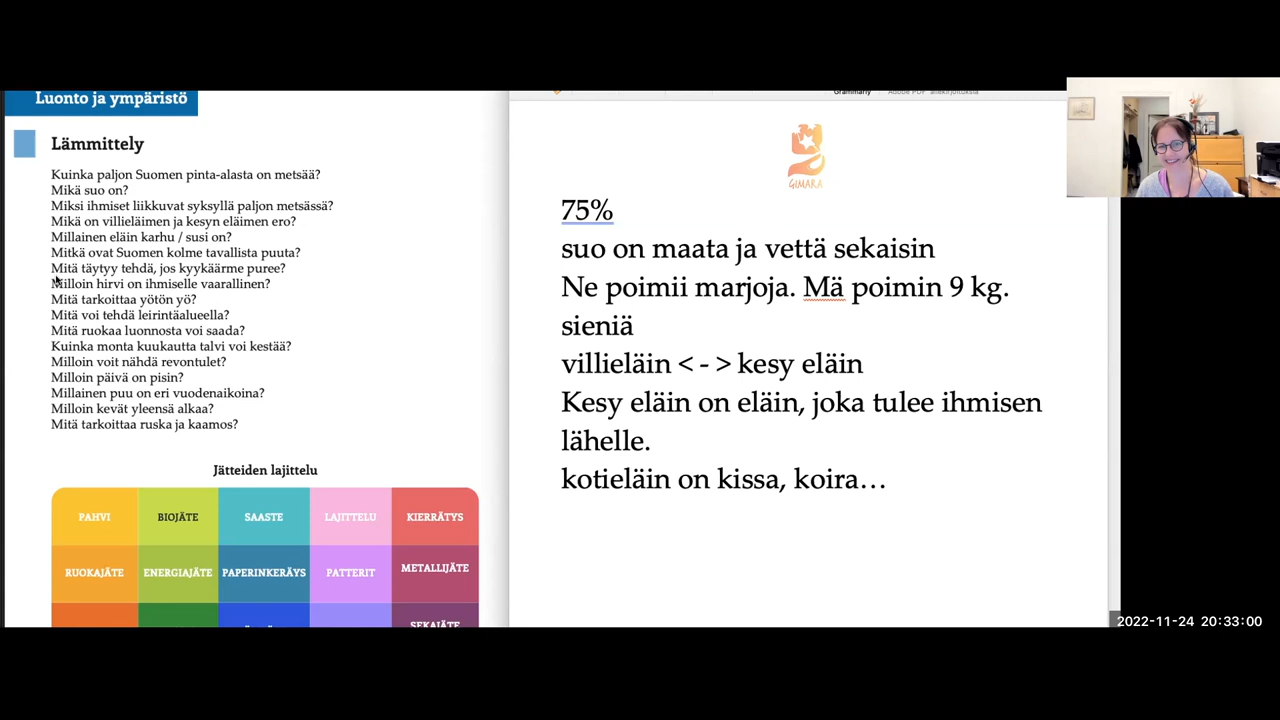 Luonto ja ympäristö
Lämmittely
Kuinka paljon Suomen pinta-alasta on metsää?
Mikä suo on?
Miksi ihmiset liikkuvat syksyllä paljon metsässä?
Mikä on villieläimen ja kesyn eläimen ero?
Millainen eläin karhu / susi on?
Mitkä ovat Suomen kolme tavallista puuta?
Mitä täytyy tehdä, jos kyykäärme puree?
Milloin hirvi on ihmiselle vaarallinen?
Mitä tarkoittaa yötön yö?
Mitä voi tehdä leirintäalueella?
Mitä ruokaa luonnosta voi saada?
Kuinka monta kuukautta talvi voi kestää?
Milloin voit nähdä revontulet?
Milloin päivä on pisin?
Millainen puu on eri vuodenaikoina?
Milloin kevät yleensä alkaa?
Mitä tarkoittaa ruska ja kaamos?
Jätteiden lajittelu
PAHVI BIOJÄTE SAASTE LAJITTELU KIERRÄTYS
RUOKAJÄTE ENERGIAJÄTE PAPERINKERÄYS PATTERIT METALLIJÄTE
SEKAJÄTE
GIMARA
75%
suo on maata ja vettä sekaisin
Ne poimii marjoja. Mä poimin 9 kg.
sieniä
villieläin < - > kesy eläin
Kesy eläin on eläin, joka tulee ihmisen
lähelle.
kotieläin on kissa, koira…
2022-11-24 20:33:00